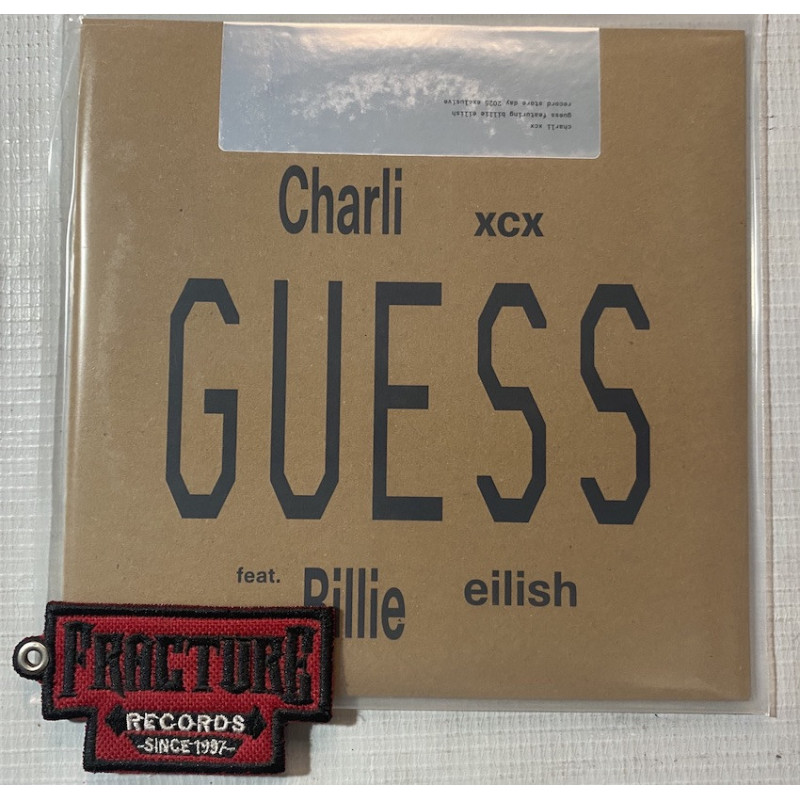 charli xcx
guess featuring billie eilish
record store day 2025 exclusive
Charli xcx
GUESS
feat. Billie eilish
FRACTURE
RECORDS
-SINCE 1997-